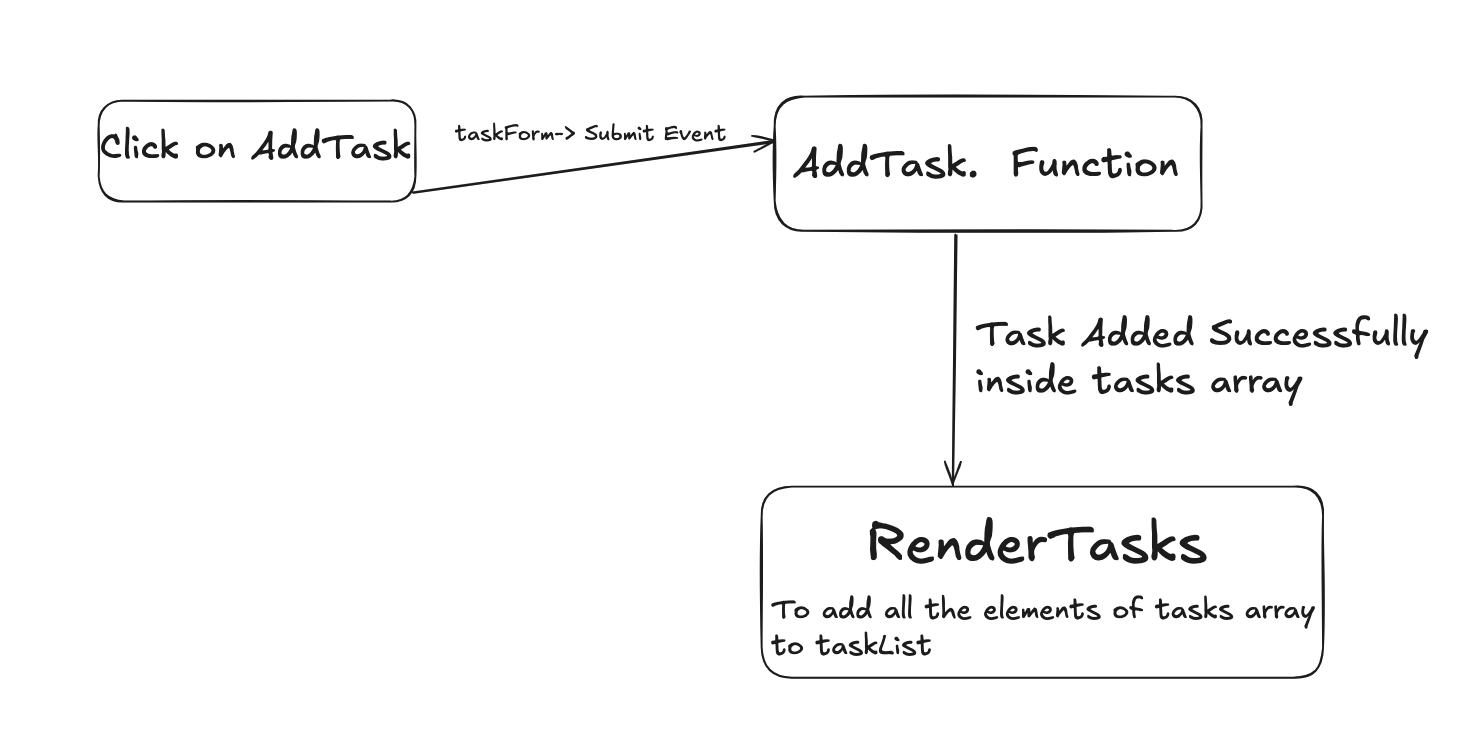 Click on AddTask
taskForm-> Submit Event
AddTask. Function
Task Added Successfully
inside tasks array
RenderTasks
To add all the elements of tasks array
to taskList